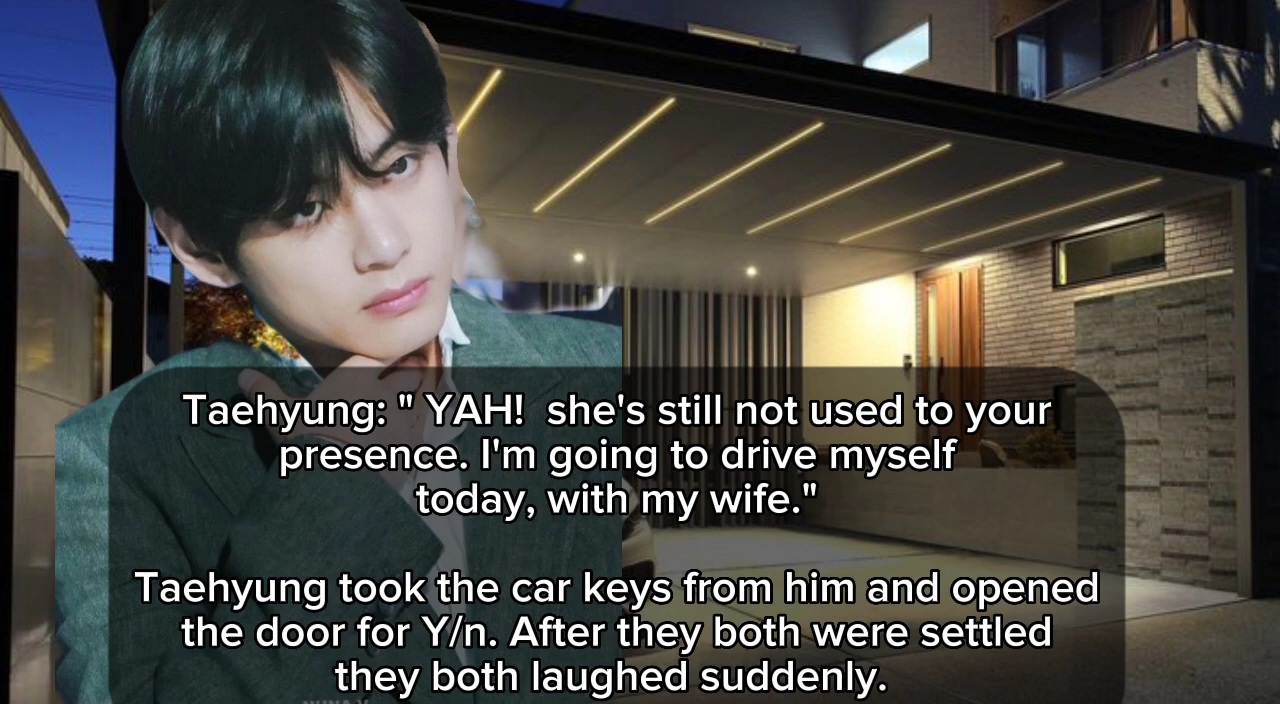 Taehyung: " YAH!  she's still not used to your
presence. I'm going to drive myself
today, with my wife."
Taehyung took the car keys from him and opened
the door for Y/n. After they both were settled
they both laughed suddenly.